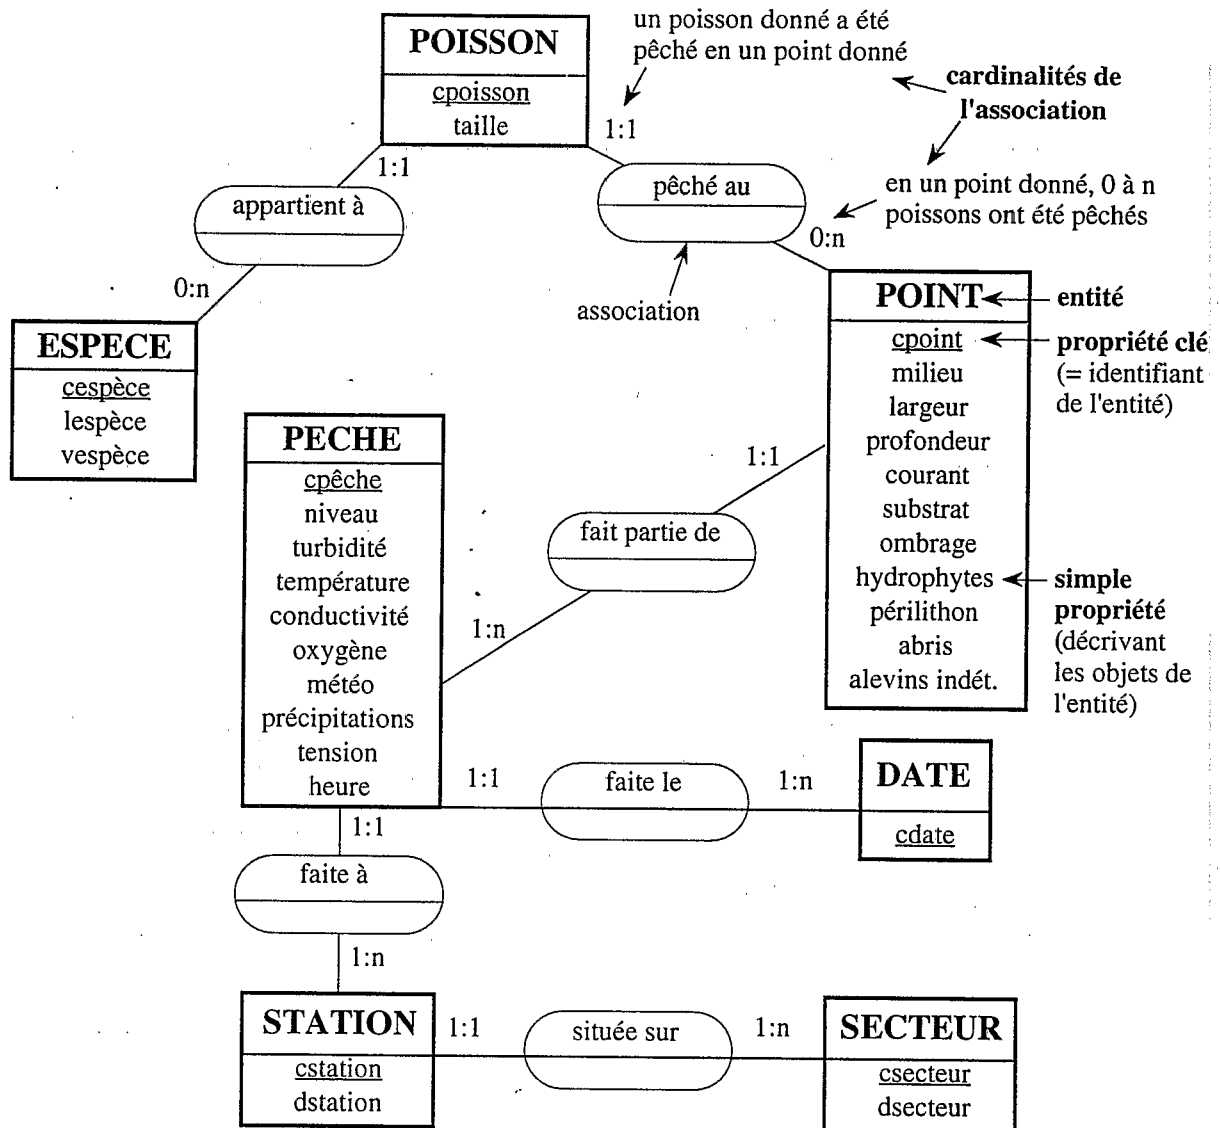 POISSON
cpoisson
taille
un poisson donné a été
pêché en un point donné
cardinalités de
l'association
1:1
1:1
appartient à
pêché au
en un point donné, 0 à n
poissons ont été pêchés
0:n
0:n
association
ESPECE
cespèce
lespèce
vespèce
POINT
entité
cpoint
propriété clé
(= identifiant
de l'entité)
milieu
largeur
profondeur
courant
substrat
ombrage
hydrophytes
périlithon
abris
alevins indét.
simple
propriété
(décrivant
les objets de
l'entité)
PECHE
cpêche
niveau
turbidité
température
conductivité
oxygène
météo
précipitations
tension
heure
1:1
fait partie de
1:n
1:1
faite le
1:n
DATE
cdate
1:1
faite à
1:n
STATION
cstation
dstation
1:1
située sur
1:n
SECTEUR
csecteur
dsecteur